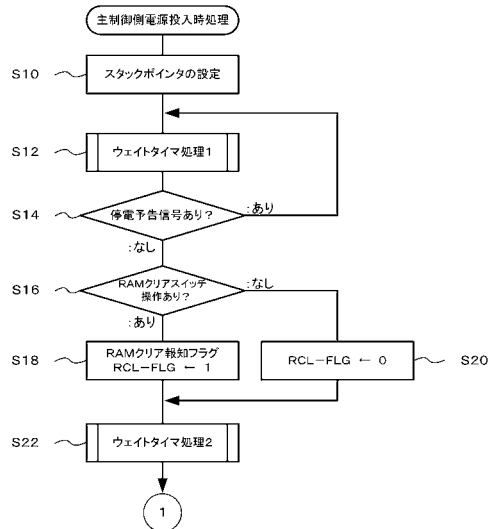 主制御側電源投入時処理
S10
スタックポインタの設定
S12
ウェイトタイマ処理1
S14
停電予告信号あり?
:あり
:なし
S16
RAMクリアスイッチ
操作あり?
:なし
:あり
S18
RAMクリア報知フラグ
RCL-FLG ← 1
RCL-FLG ← 0
S20
S22
ウェイトタイマ処理2
1